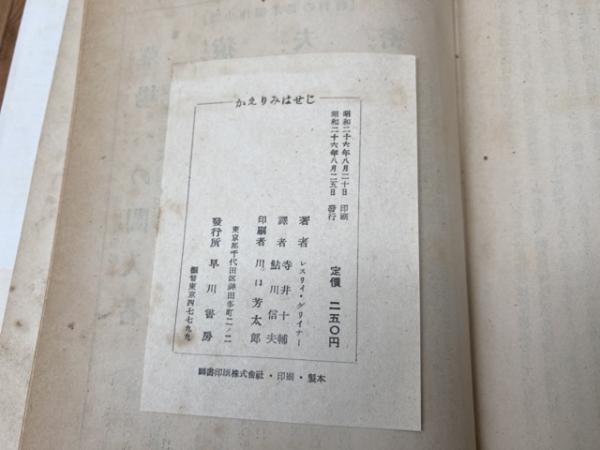 かえりみはせじ
昭和二十六年八月二十日 印刷
昭和二十六年八月二五日 發行
定價 二五〇円
著者 レスリイ・グリイナー
譯者 寺井十輔
鮎川信夫
印刷者 川口芳太郎
東京都千代田区神田多町二ノ二
發行所 早川書房
振替東京四七七九九
圖書印刷株式會社・印刷・製本